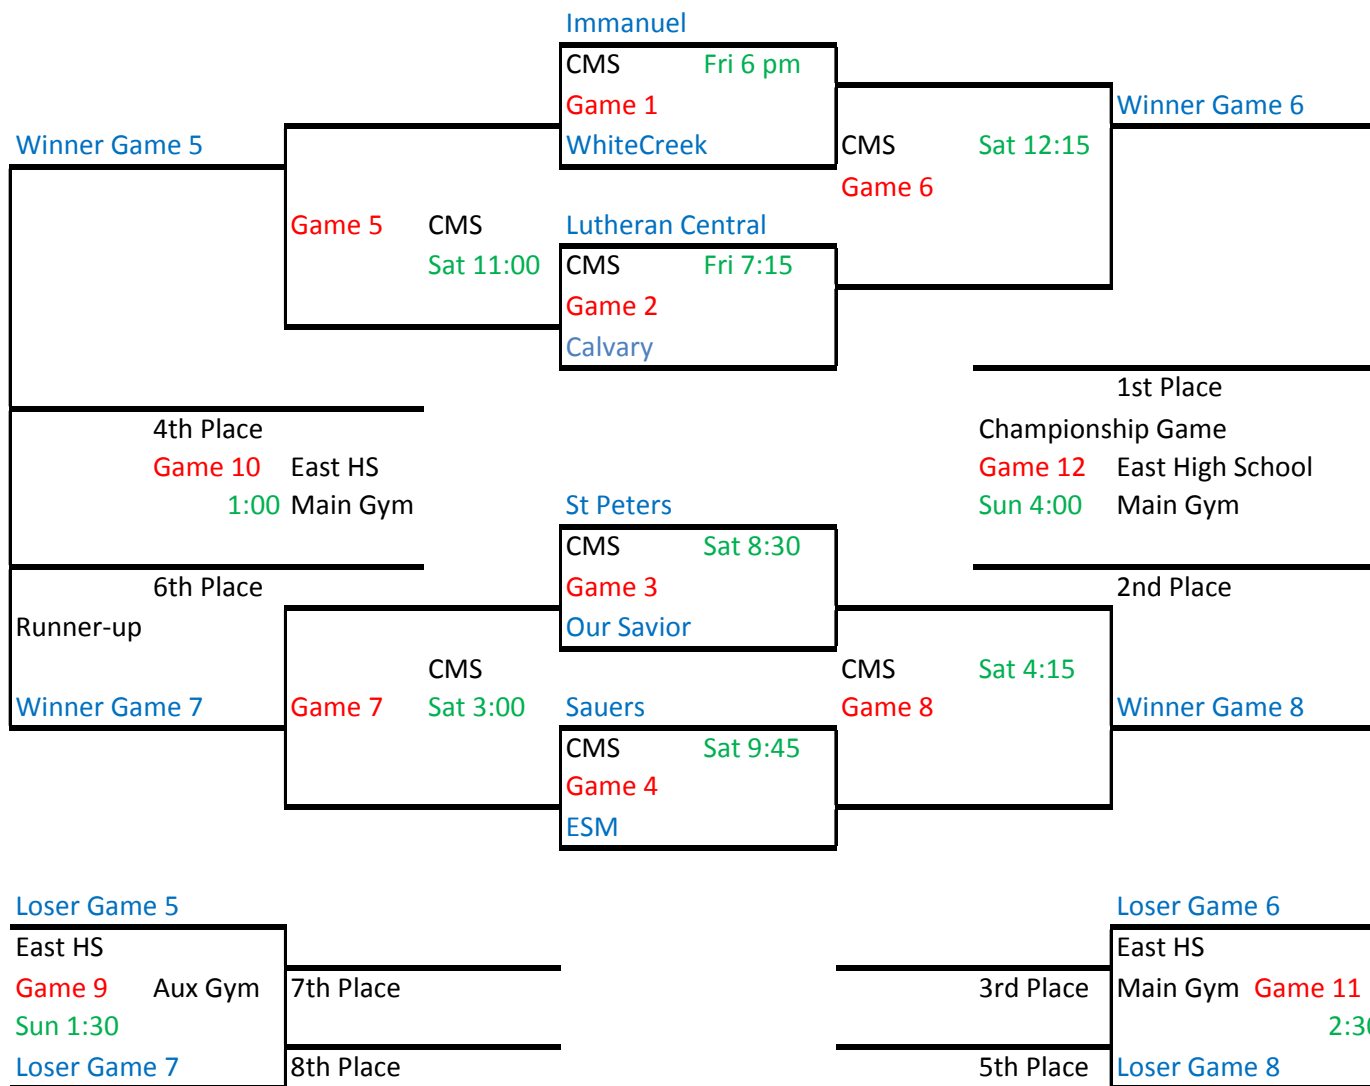 Immanuel
CMS Fri 6 pm
Game 1 Winner Game 6
Winner Game 5 WhiteCreek CMS Sat 12:15
Game 6
Game 5 CMS Lutheran Central
Sat 11:00 CMS Fri 7:15
Game 2
Calvary
1st Place
4th Place Championship Game
Game 10 East HS Game 12 East High School
1:00 Main Gym St Peters Sun 4:00 Main Gym
CMS Sat 8:30
6th Place Game 3 2nd Place
Runner-up Our Savior
CMS CMS Sat 4:15
Winner Game 7 Game 7 Sat 3:00 Sauers Game 8 Winner Game 8
CMS Sat 9:45
Game 4
ESM
Loser Game 5 Loser Game 6
East HS East HS
Game 9 Aux Gym 7th Place 3rd Place Main Gym Game 11
Sun 1:30
Loser Game 7 8th Place 5th Place Loser Game 8